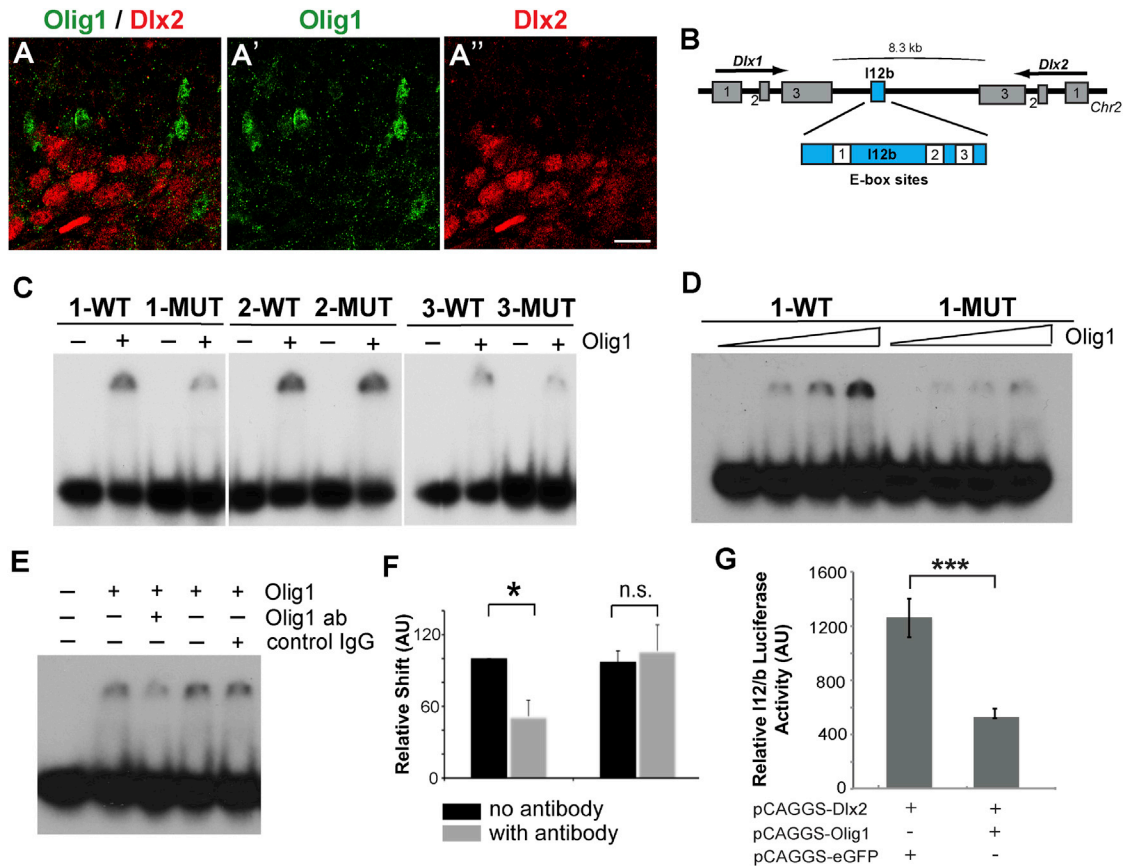 Olig1 / Dlx2
Olig1
Dlx2
A
A'
A''
B
8.3 kb
Dlx1
I12b
Dlx2
1
2
3
3
2
1
Chr2
1
I12b
2
3
E-box sites
C
1-WT 1-MUT 2-WT 2-MUT 3-WT 3-MUT
– + – + – + – + – + – + Olig1
D
1-WT 1-MUT
Olig1
E
– + + + + Olig1
– – + – – Olig1 ab
– – – – + control IgG
F
* n.s.
Relative Shift (AU)
120
60
0
no antibody
with antibody
G
***
Relative I12/b Luciferase
Activity (AU)
1600
1200
800
400
0
pCAGGS-Dlx2 + +
pCAGGS-Olig1 - +
pCAGGS-eGFP + -